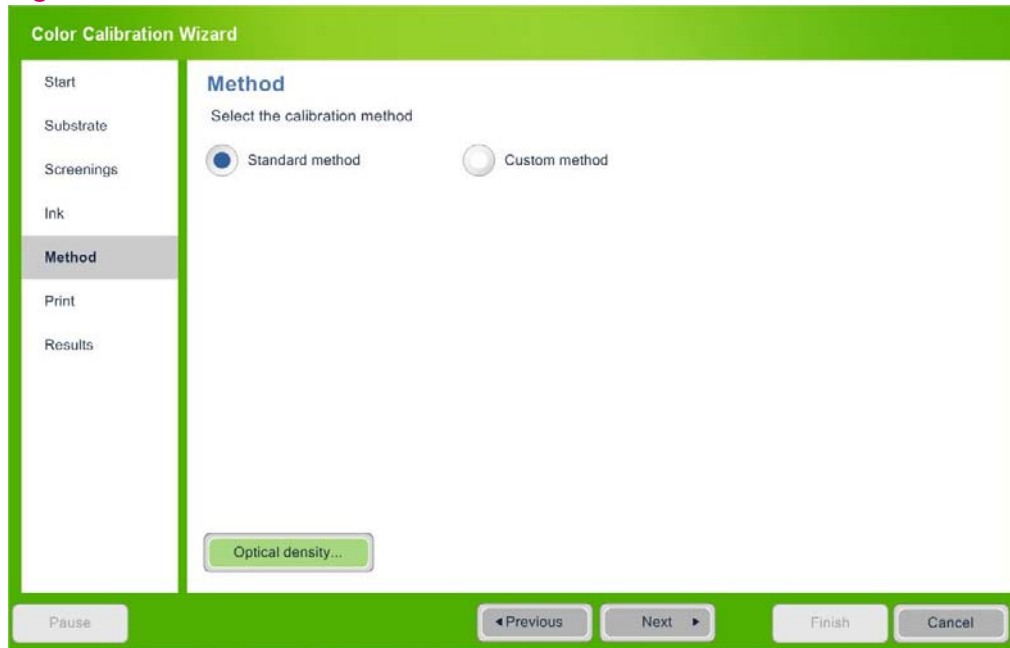 Color Calibration Wizard
Start
Substrate
Screenings
Ink
Method
Print
Results
Method
Select the calibration method
Standard method
Custom method
Optical density...
Pause
Previous
Next
Finish
Cancel